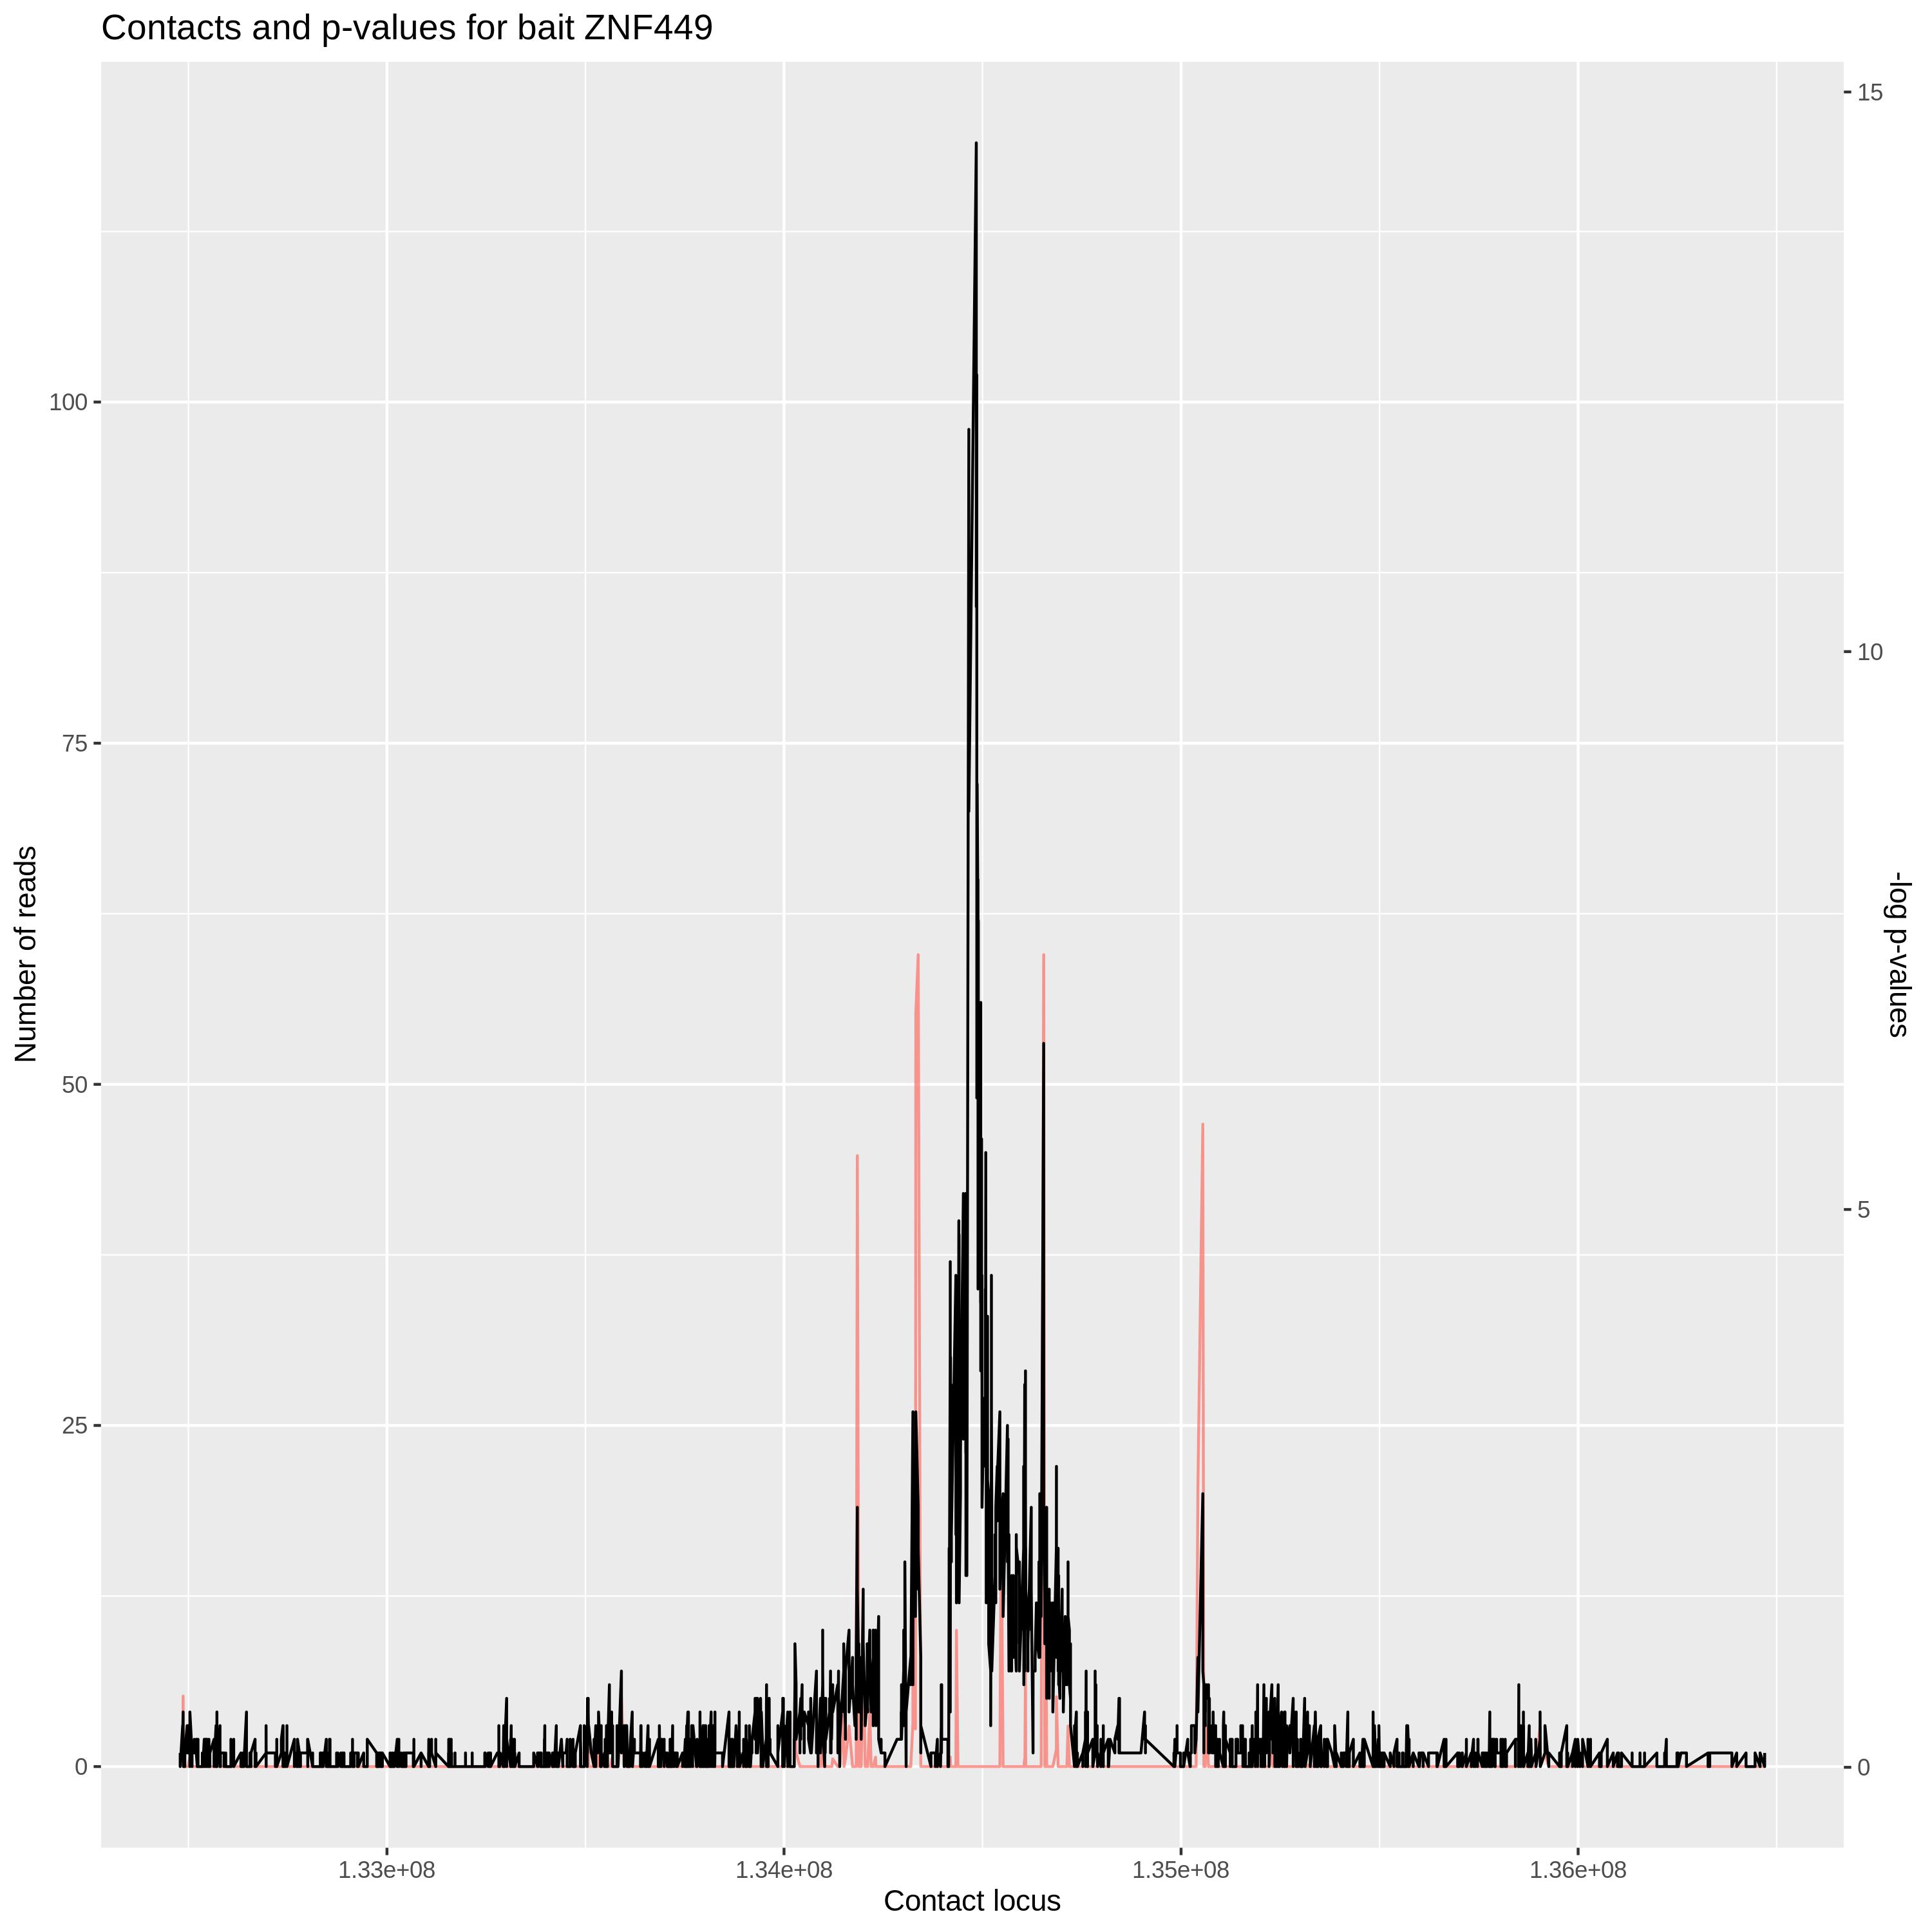 Contacts and p-values for bait ZNF449
Number of reads
100
75
50
25
0
15
10
5
0
-log p-values
1.33e+08
1.34e+08
1.35e+08
1.36e+08
Contact locus